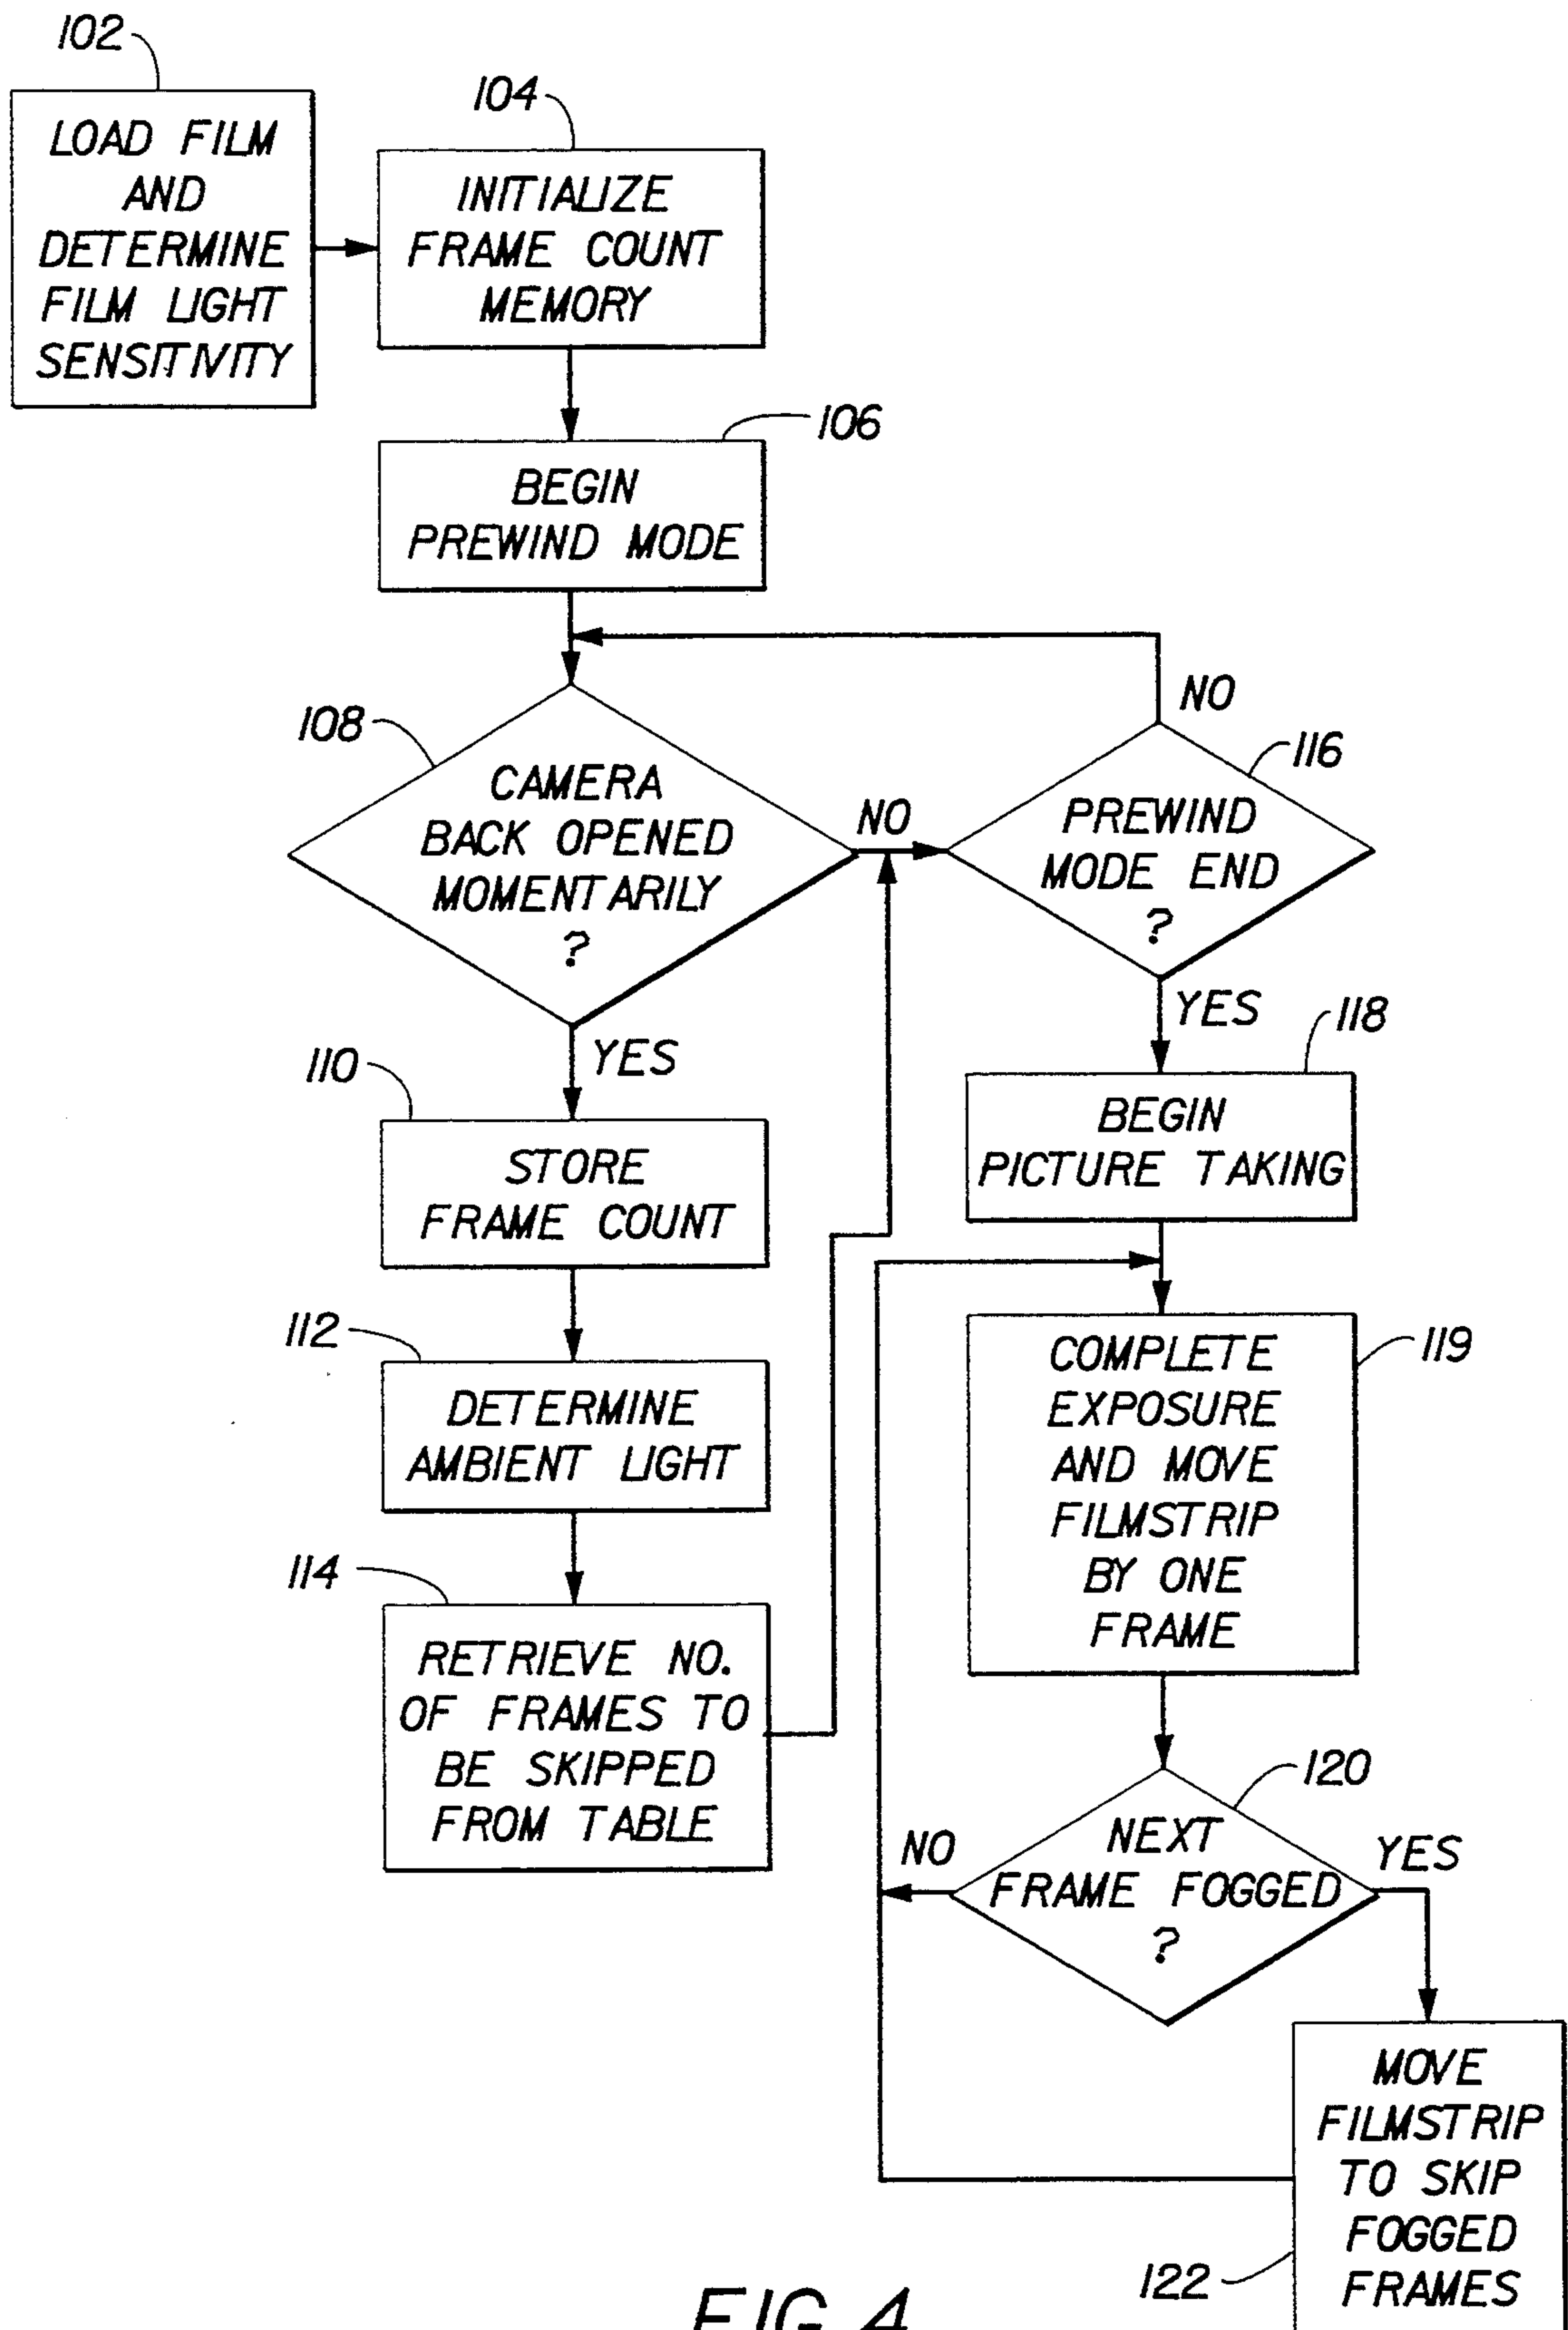 102
LOAD FILM
AND
DETERMINE
FILM LIGHT
SENSITIVITY
104
INITIALIZE
FRAME COUNT
MEMORY
106
BEGIN
PREWIND MODE
108
CAMERA
BACK OPENED
MOMENTARILY
?
NO
YES
116
PREWIND
MODE END
?
NO
YES
110
STORE
FRAME COUNT
112
DETERMINE
AMBIENT LIGHT
114
RETRIEVE NO.
OF FRAMES TO
BE SKIPPED
FROM TABLE
118
BEGIN
PICTURE TAKING
119
COMPLETE
EXPOSURE
AND MOVE
FILMSTRIP
BY ONE
FRAME
120
NEXT
FRAME FOGGED
?
NO
YES
122
MOVE
FILMSTRIP
TO SKIP
FOGGED
FRAMES
FIG. 4